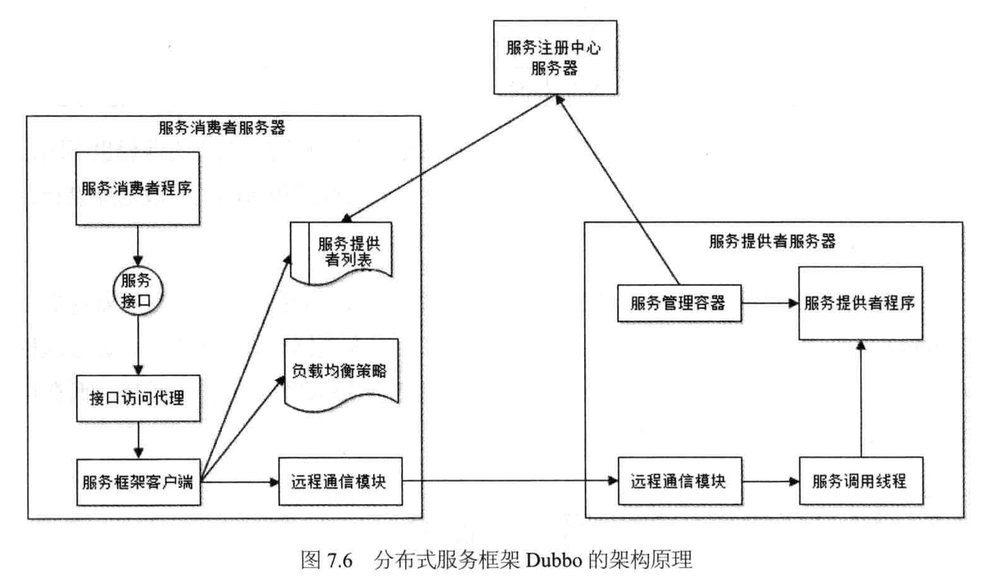 服务注册中心
服务器
服务消费者服务器
服务消费者程序
服务
接口
接口访问代理
服务框架客户端
服务提供
者列表
负载均衡策略
远程通信模块
服务提供者服务器
服务管理容器
服务提供者程序
远程通信模块
服务调用线程
图 7.6 分布式服务框架 Dubbo 的架构原理